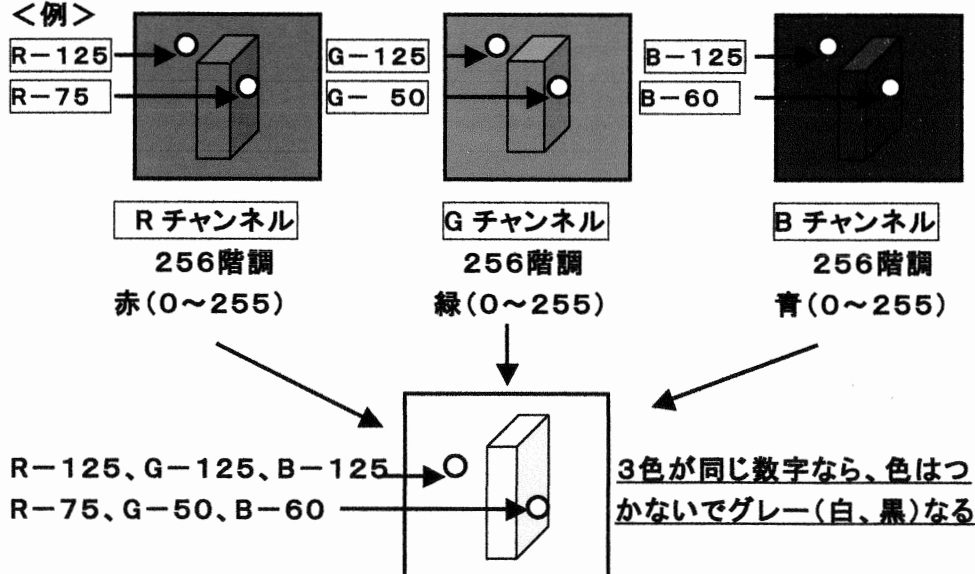 ＜例＞
R－125
G－125
B－125
R－75
G－ 50
B－60
R チャンネル
G チャンネル
B チャンネル
256階調
256階調
256階調
赤（0～255）
緑（0～255）
青（0～255）
R－125、G－125、B－125
R－75、G－50、B－60
3色が同じ数字なら、色はつ
かないでグレー（白、黒）なる